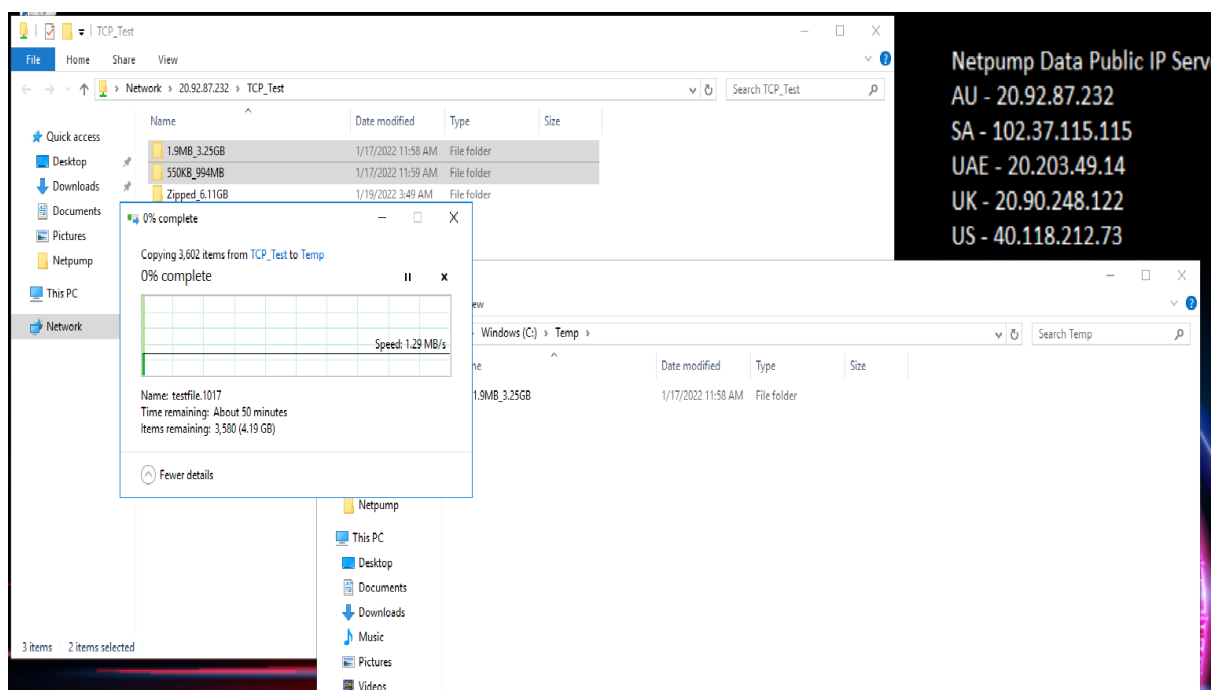 TCP_Test
File Home Share View
Network › 20.92.87.232 › TCP_Test
Search TCP_Test
Name Date modified Type Size
Quick access
Desktop
Downloads
Documents
Pictures
Netpump
This PC
Network
1.9MB_3.25GB 1/17/2022 11:58 AM File folder
550KB_994MB 1/17/2022 11:59 AM File folder
Zipped_6.11GB 1/19/2022 3:49 AM File folder
3 items 2 items selected
0% complete
Copying 3,602 items from TCP_Test to Temp
0% complete
Speed: 1.29 MB/s
Name: testfile.1017
Time remaining: About 50 minutes
Items remaining: 3,580 (4.19 GB)
Fewer details
Netpump Data Public IP Serv
AU - 20.92.87.232
SA - 102.37.115.115
UAE - 20.203.49.14
UK - 20.90.248.122
US - 40.118.212.73
ew
Windows (C:) › Temp ›
Search Temp
ne Date modified Type Size
1.9MB_3.25GB 1/17/2022 11:58 AM File folder
Netpump
This PC
Desktop
Documents
Downloads
Music
Pictures
Videos